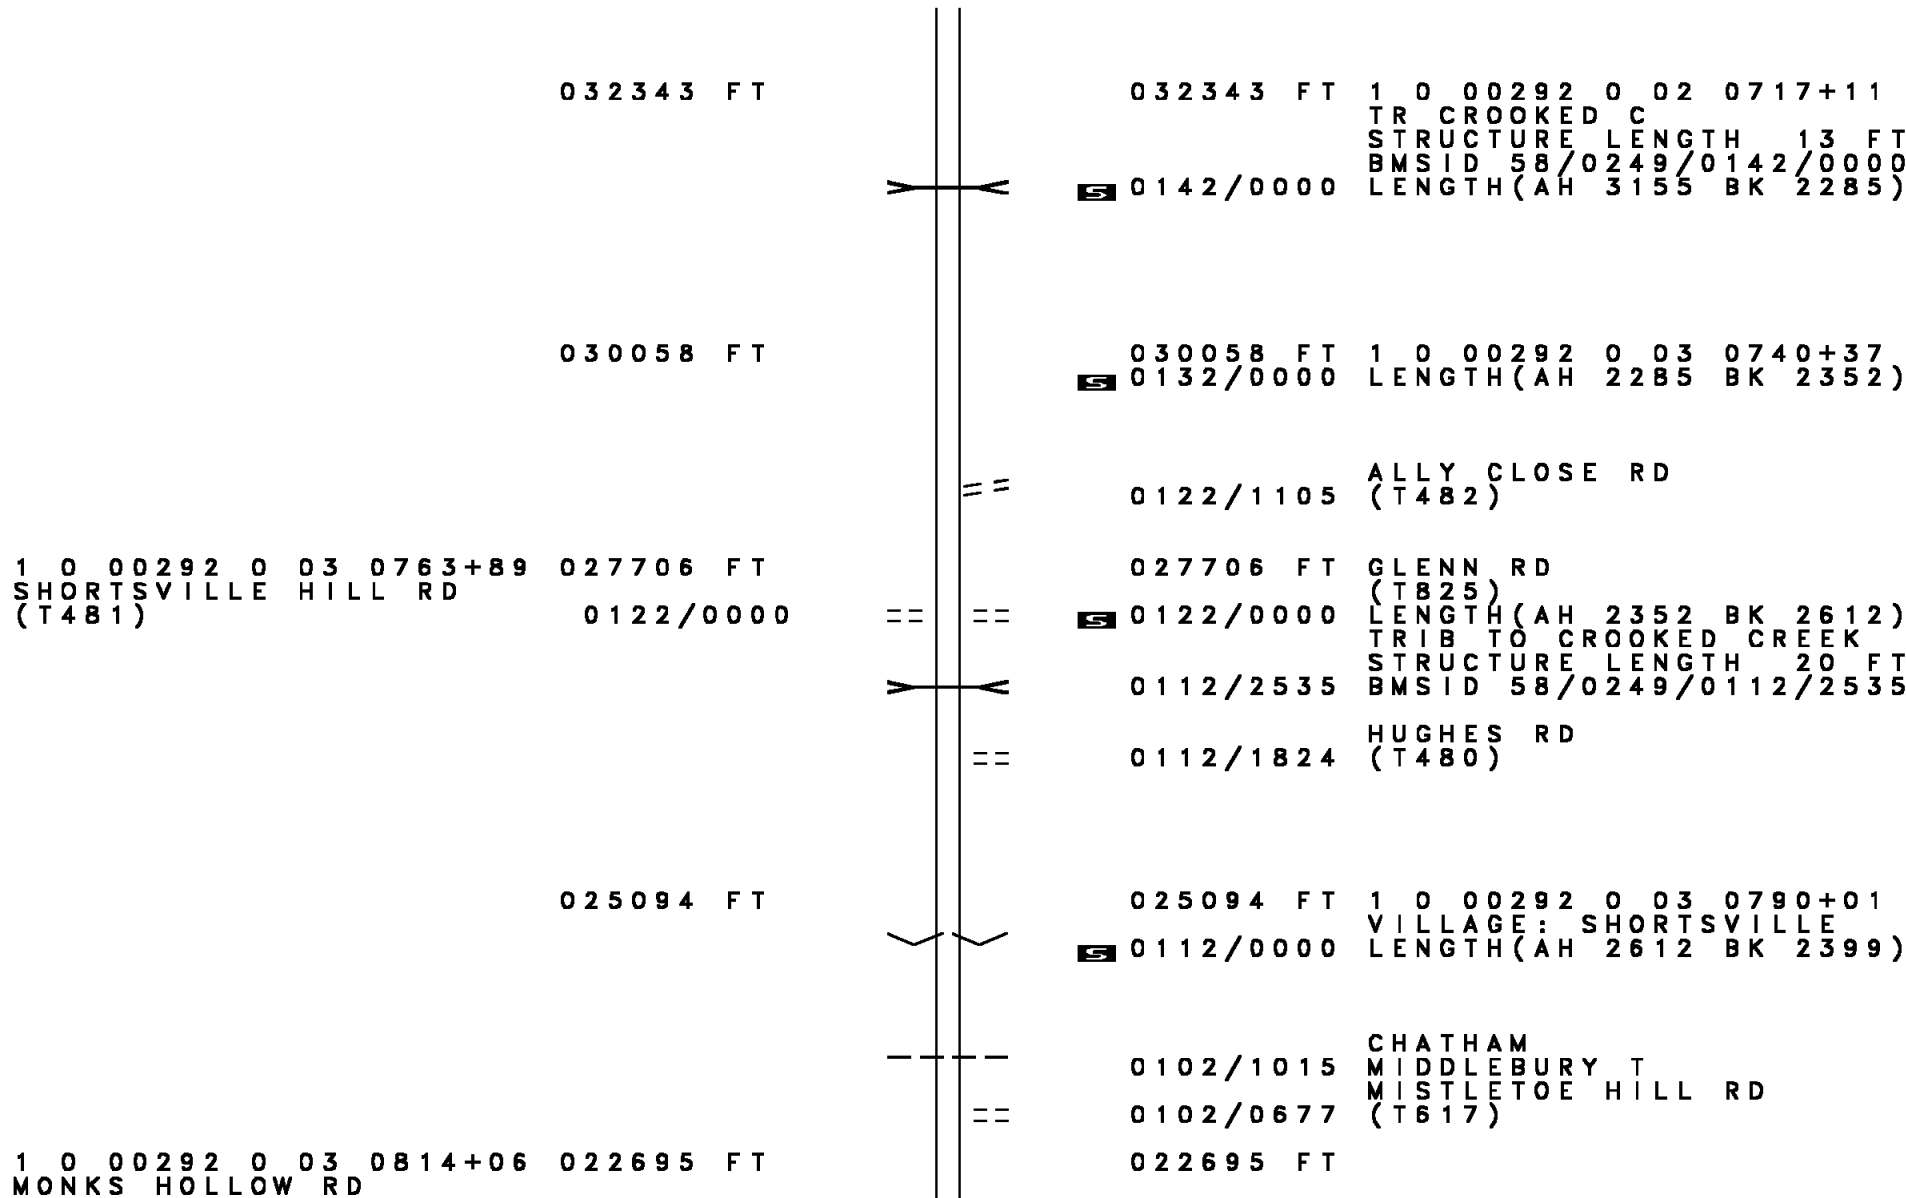 032343 FT 032343 FT 1 0 00292 0 02 0717+11
TR CROOKED C
STRUCTURE LENGTH 13 FT
BMSID 58/0249/0142/0000
S 0142/0000 LENGTH(AH 3155 BK 2285)
030058 FT 030058 FT 1 0 00292 0 03 0740+37
S 0132/0000 LENGTH(AH 2285 BK 2352)
ALLY CLOSE RD
0122/1105 (T482)
1 0 00292 0 03 0763+89 027706 FT 027706 FT GLENN RD
SHORTSVILLE HILL RD (T825)
(T481) 0122/0000 S 0122/0000 LENGTH(AH 2352 BK 2612)
TRIB TO CROOKED CREEK
STRUCTURE LENGTH 20 FT
0112/2535 BMSID 58/0249/0112/2535
HUGHES RD
0112/1824 (T480)
025094 FT 025094 FT 1 0 00292 0 03 0790+01
VILLAGE: SHORTSVILLE
S 0112/0000 LENGTH(AH 2612 BK 2399)
CHATHAM
0102/1015 MIDDLEBURY T
MISTLETOE HILL RD
0102/0677 (T617)
1 0 00292 0 03 0814+06 022695 FT 022695 FT
MONKS HOLLOW RD